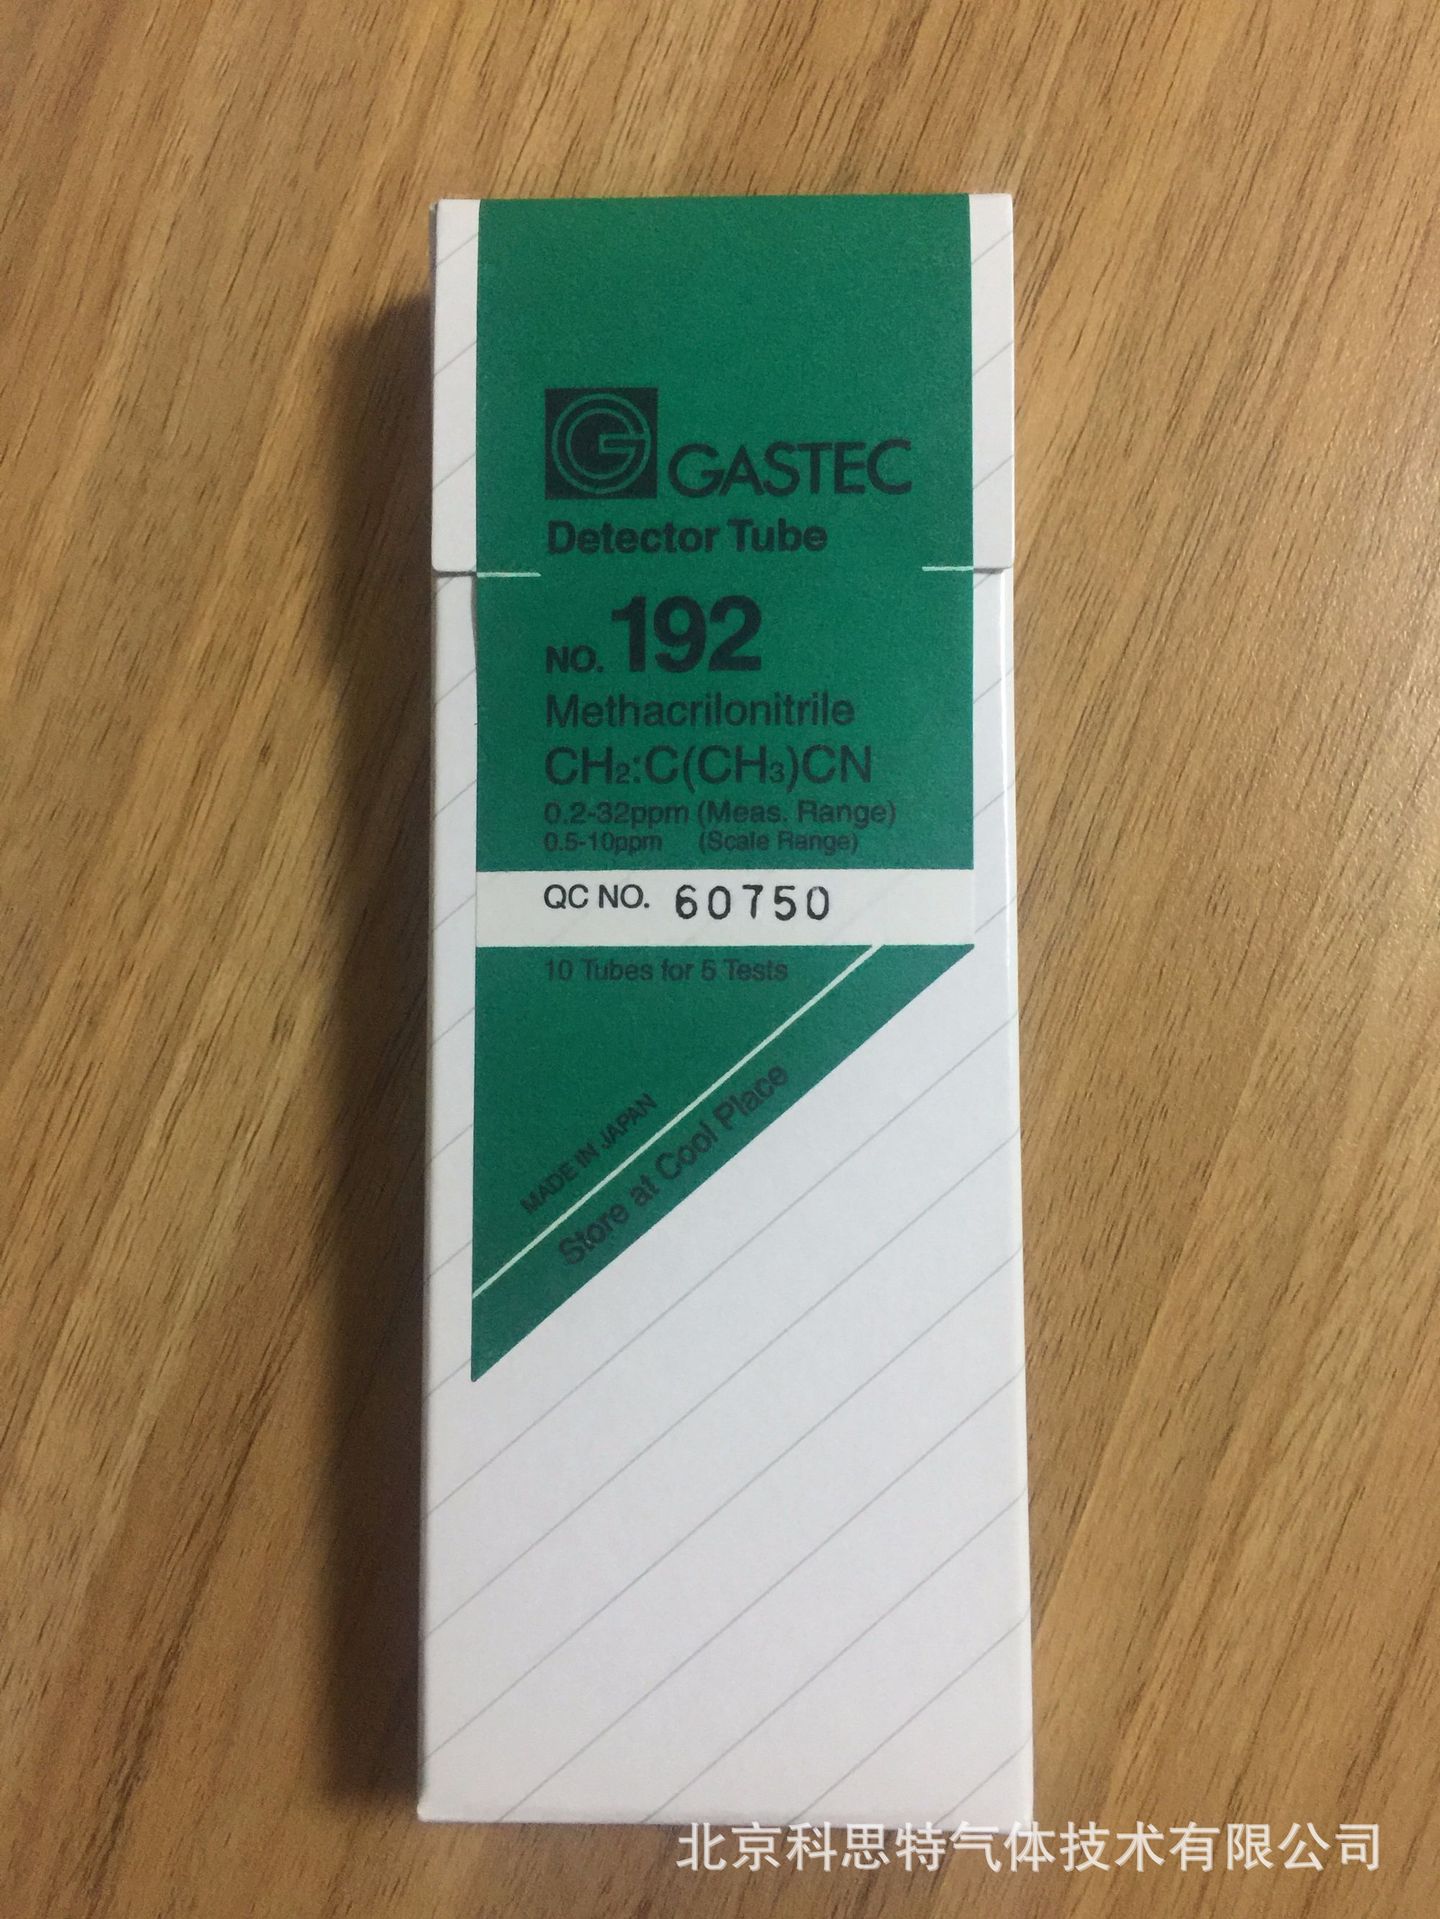 GASTEC
Detector Tube
NO. 192
Methacrilonitrile
CH₂:C(CH₃)CN
0.2-32ppm (Meas. Range)
0.5-10ppm (Scale Range)
QC NO. 60750
10 Tubes for 5 Tests
MADE IN JAPAN
Store at Cool Place
北京科思特气体技术有限公司